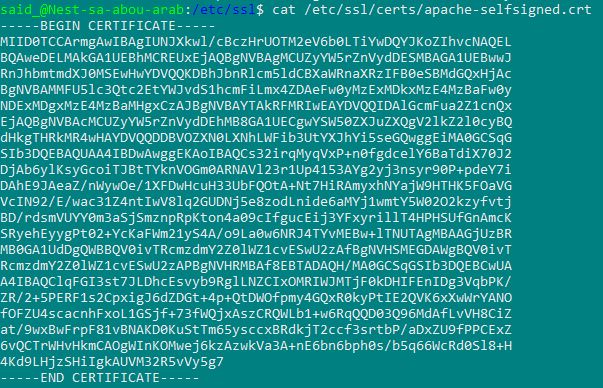 said_@Nest-sa-abou-arab:/etc/ssl$ cat /etc/ssl/certs/apache-selfsigned.crt
-----BEGIN CERTIFICATE-----
MIID0TCCArmgAwIBAgIUNJXkwl/cBczHrUOTM2eV6b0LTiYwDQYJKoZIhvcNAQEL
BQAweDELMAkGA1UEBhMCREUxEjAQBgNVBAgMCUZyYW5rZnVydDESMBAGA1UEBwwJ
RnJhbmtmdXJ0MSEwHwYDVQQKDBhJbnRlcm5ldCBXaWRnaXRzIFB0eSBMdGQxHjAc
BgNVBAMMFU5lc3Qtc2EtYWJvdS1hcmFiLmx4ZDAeFw0yMzExMDkxMzE4MzBaFw0y
NDExMDgxMzE4MzBaMHgxCzAJBgNVBAYTAkRFMRIwEAYDVQQIDAlGcmFua2Z1cnQx
EjAQBgNVBAcMCUZyYW5rZnVydDEhMB8GA1UECgwYSW50ZXJuZXQgV2lkZ2l0cyBQ
dHkgTHRkMR4wHAYDVQQDDBVOZXN0LXNhLWFib3UtYXJhYi5seGQwggEiMA0GCSqG
SIb3DQEBAQUAA4IBDwAwggEKAoIBAQCs32irqMyqVxP+n0fgdcelY6BaTdiX70J2
DjAb6ylKsyGcoiTJBtTYknVOGm0ARNAVl23r1Up4153AYg2yj3nsyr90P+pdeY7i
DAhE9JAeaZ/nWywOe/1XFDwHcuH33UbFQOtA+Nt7HiRAmyxhNYajW9HTHK5FOaVG
VcIN92/E/wac31Z4ntIwV8lq2GUDNj5e8zodLnide6aMYj1wmtY5W02O2kzyfvtj
BD/rdsmVUYY0m3aSjSmznpRpKton4a09cIfgucEij3YFxyrillT4HPHSUfGnAmcK
SRyehEyygPt02+YcKaFWm21yS4A/o9La0w6NRJ4TYvMEBw+lTNUTAgMBAAGjUzBR
MB0GA1UdDgQWBBQV0ivTRcmzdmY2Z0lWZ1cvESwU2zAfBgNVHSMEGDAWgBQV0ivT
RcmzdmY2Z0lWZ1cvESwU2zAPBgNVHRMBAf8EBTADAQH/MA0GCSqGSIb3DQEBCwUA
A4IBAQClqFGI3st7JLDhcEsvyb9RglLNZCIxOMRIWJMTjF0kDHIFEnIDg3VqbPK/
ZR/2+5PERF1s2CpxigJ6dZDGt+4p+QtDWOfpmy4GQxR0kyPtIE2QVK6xXwWrYANO
fOFZU4scacnhFxoL1GSjf+73fWQjxAszCRQWLb1+w6RqQQD03Q96MdAfLvVH8CiZ
at/9wxBwFrpF81vBNAKD0KuStTm65ysccxBRdkjT2ccf3srtbP/aDxZU9fPPCExZ
6vQCTrWHvHkmCAOgWInKOMwej6kzAzwkVa3A+nE6bn6bph0s/b5q66WcRd0Sl8+H
4Kd9LHjzSHiIgkAUVM32R5vVy5g7
-----END CERTIFICATE-----